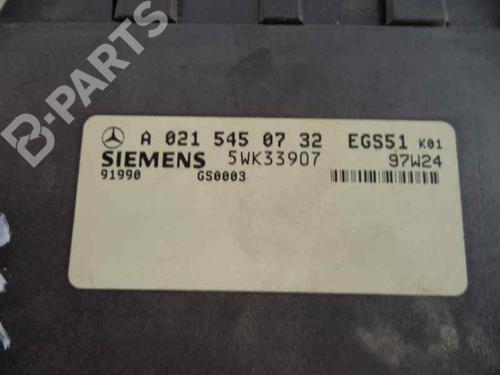 B-PARTS
A 021 545 07 32 EGS51 K01
SIEMENS 5WK33907 97W24
91990 GS0003